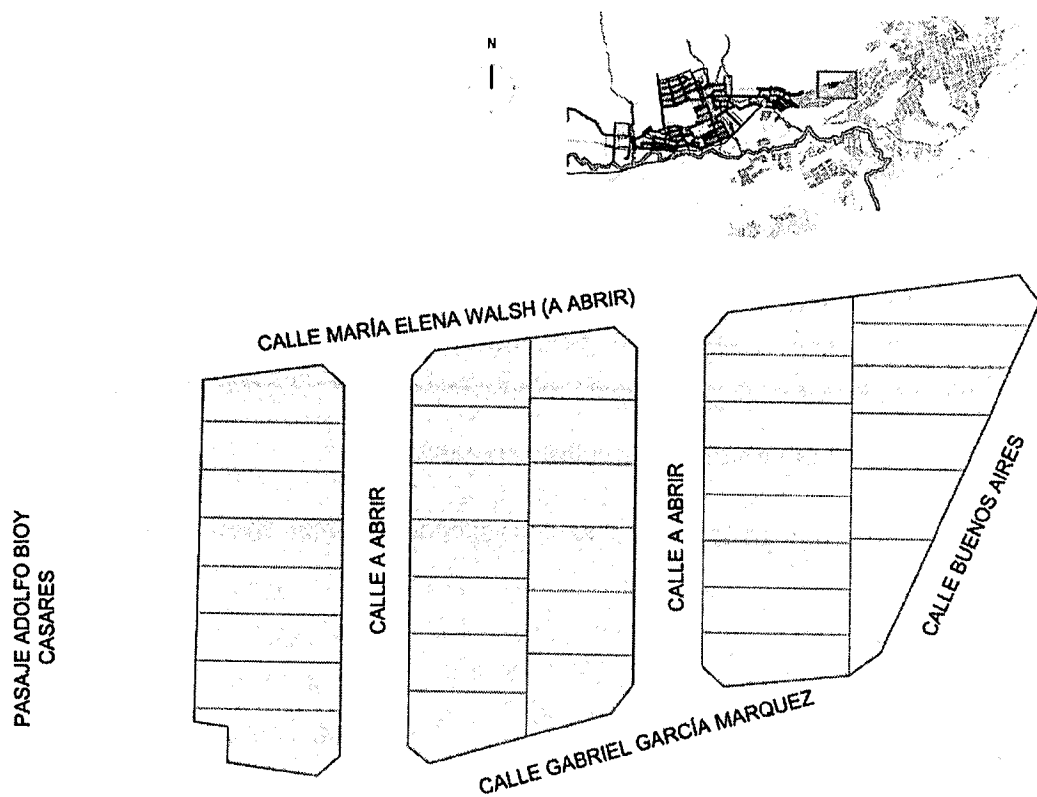 N
CALLE MARÍA ELENA WALSH (A ABRIR)
PASAJE ADOLFO BIOY
CASARES
CALLE A ABRIR
CALLE A ABRIR
CALLE BUENOS AIRES
CALLE GABRIEL GARCÍA MARQUEZ